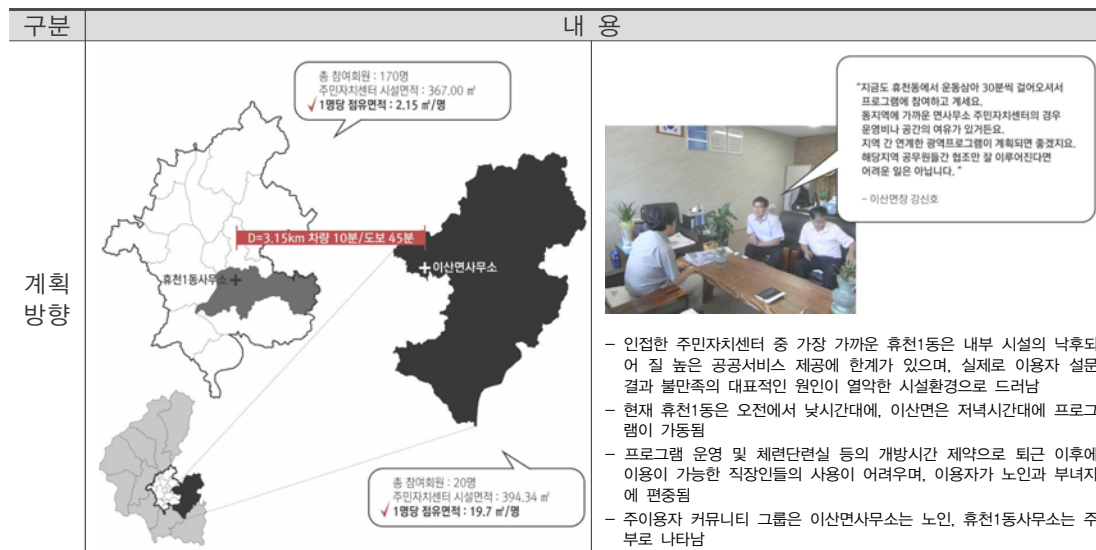 구분
내 용
계획
방향
총 참여회원 : 170명
주민자치센터 시설면적 : 367.00 ㎡
✓ 1명당 점유면적 : 2.15 ㎡/명
D=3.15km 차량 10분/도보 45분
휴천1동사무소
이산면사무소
총 참여회원 : 20명
주민자치센터 시설면적 : 394.34 ㎡
✓ 1명당 점유면적 : 19.7 ㎡/명
"지금도 휴천동에서 운동삼아 30분씩 걸어오셔서
프로그램에 참여하고 계세요.
동지역에 가까운 면사무소 주민자치센터의 경우
운영비나 공간의 여유가 있거든요.
지역 간 연계한 광역프로그램이 계획되면 좋겠지요.
해당지역 공무원들간 협조만 잘 이루어진다면
어려운 일은 아닙니다. "
– 이산면장 강신호
– 인접한 주민자치센터 중 가장 가까운 휴천1동은 내부 시설의 낙후되
어 질 높은 공공서비스 제공에 한계가 있으며, 실제로 이용자 설문
결과 불만족의 대표적인 원인이 열악한 시설환경으로 드러남
– 현재 휴천1동은 오전에서 낮시간대에, 이산면은 저녁시간대에 프로그
램이 가동됨
– 프로그램 운영 및 체련단련실 등의 개방시간 제약으로 퇴근 이후에
이용이 가능한 직장인들의 사용이 어려우며, 이용자가 노인과 부녀자
에 편중됨
– 주이용자 커뮤니티 그룹은 이산면사무소는 노인, 휴천1동사무소는 주
부로 나타남